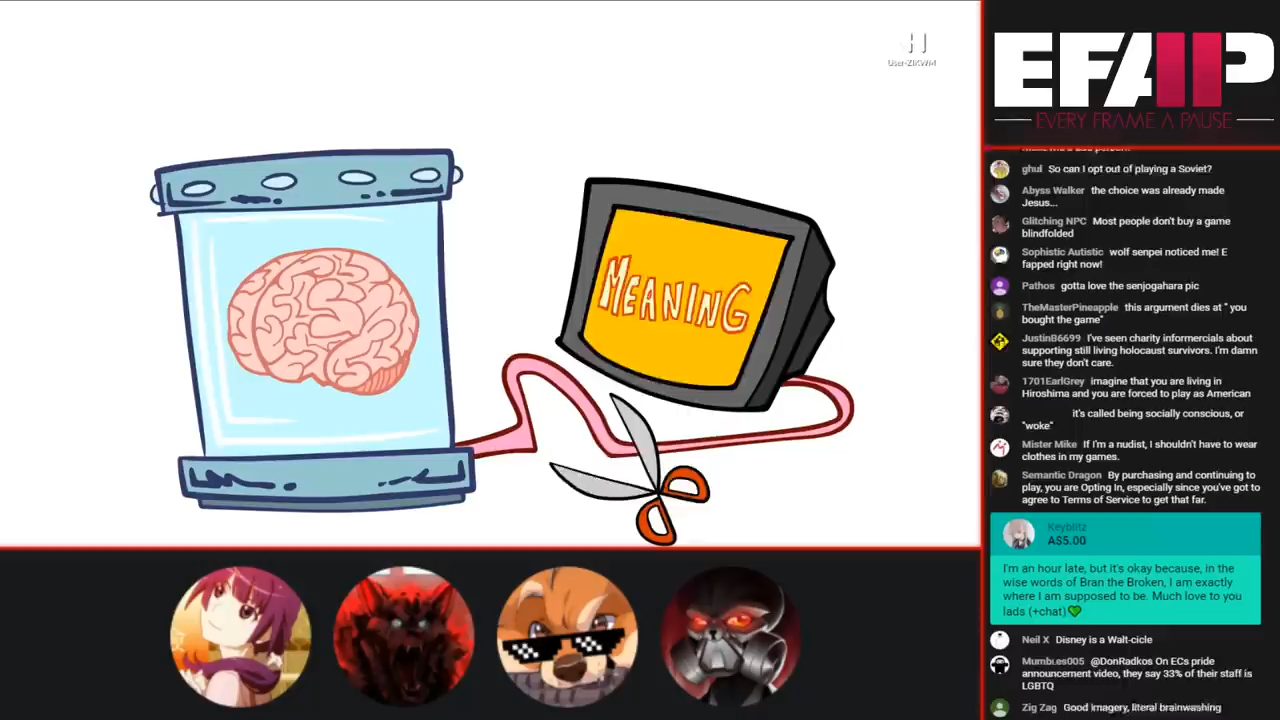 User-ZIKWM
MEANING
EFAP
EVERY FRAME A PAUSE
ghul So can I opt out of playing a Soviet?
Abyss Walker the choice was already made
Jesus...
Glitching NPC Most people don't buy a game
blindfolded
Sophistic Autistic wolf senpei noticed me! E
fapped right now!
Pathos gotta love the senjogahara pic
TheMasterPineapple this argument dies at " you
bought the game"
JustinB6699 I've seen charity informercials about
supporting still living holocaust survivors. I'm damn
sure they don't care.
1701EarlGrey imagine that you are living in
Hiroshima and you are forced to play as American
it's called being socially conscious, or
"woke"
Mister Mike If I'm a nudist, I shouldn't have to wear
clothes in my games.
Semantic Dragon By purchasing and continuing to
play, you are Opting In, especially since you've got to
agree to Terms of Service to get that far.
Keyblitz
A$5.00
I'm an hour late, but it's okay because, in the
wise words of Bran the Broken, I am exactly
where I am supposed to be. Much love to you
lads (+chat)💚
Neil X Disney is a Walt-cicle
Mumbles005 @DonRadkos On ECs pride
announcement video, they say 33% of their staff is
LGBTQ
Zig Zag Good Imagery, literal brainwashing